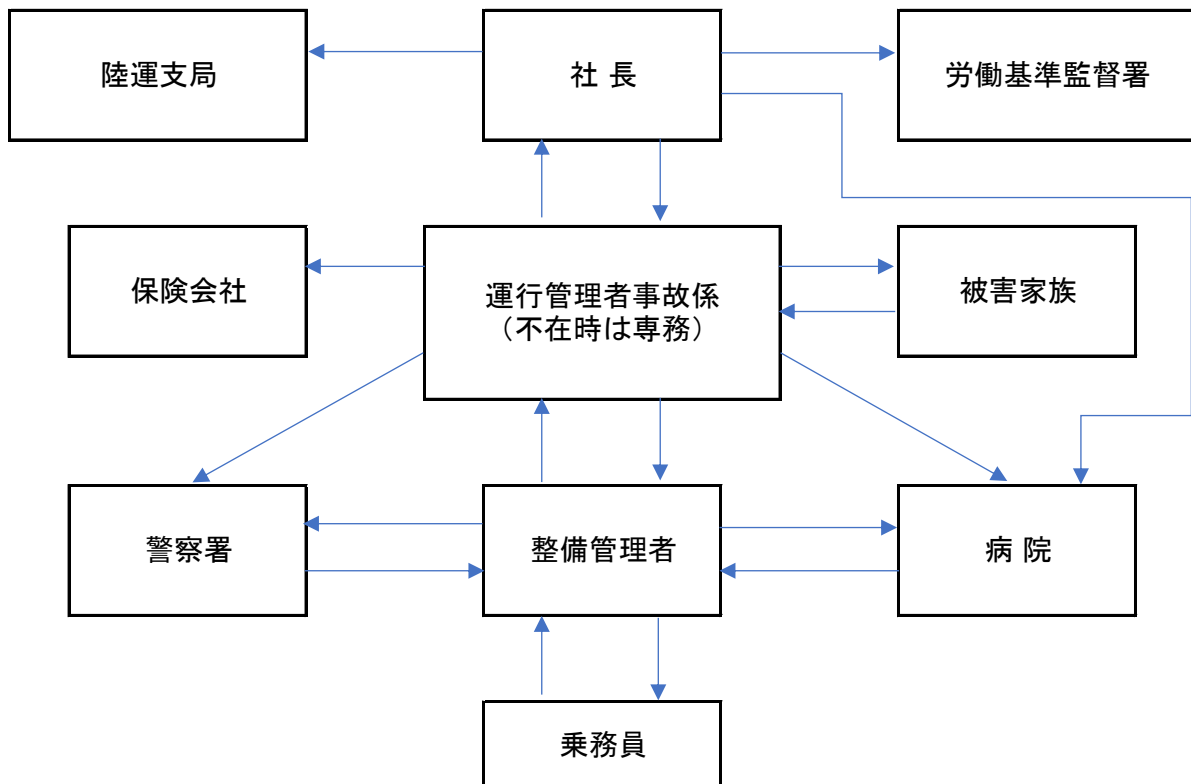 陸運支局
社 長
労働基準監督署
保険会社
運行管理者事故係
（不在時は専務）
被害家族
警察署
整備管理者
病 院
乗務員